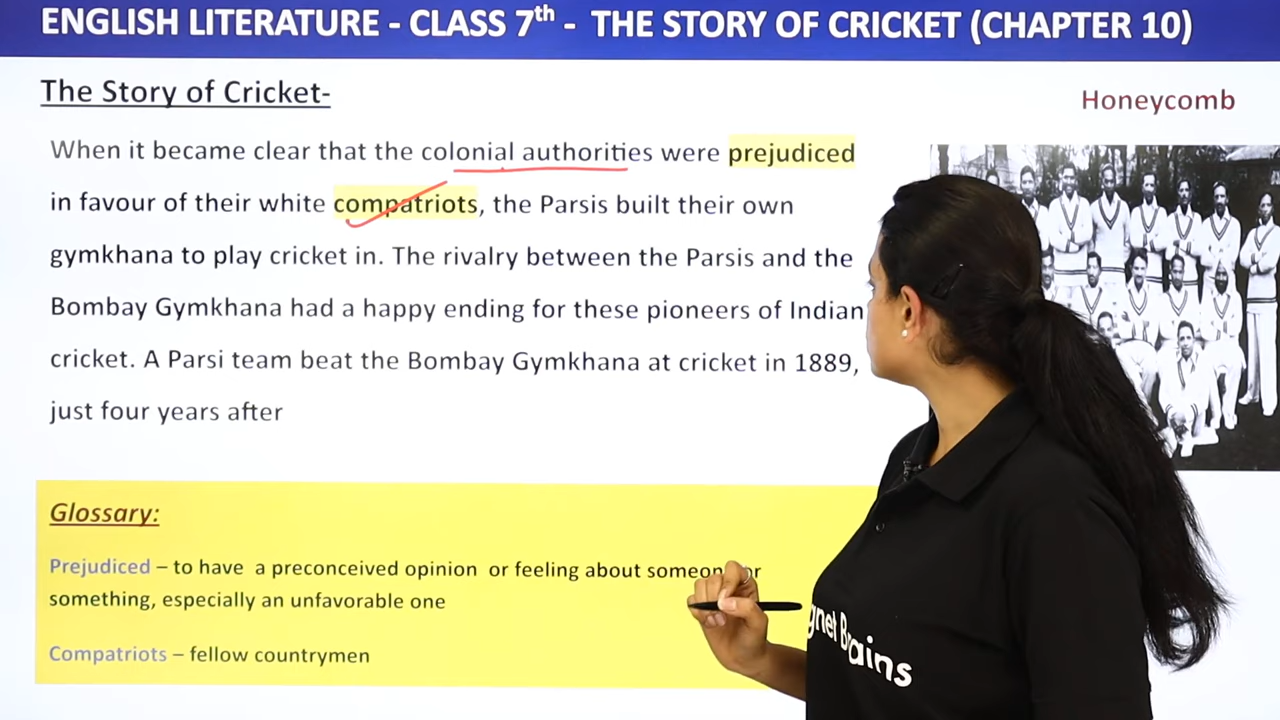 ENGLISH LITERATURE - CLASS 7th - THE STORY OF CRICKET (CHAPTER 10)
The Story of Cricket-
Honeycomb
When it became clear that the colonial authorities were prejudiced
in favour of their white compatriots, the Parsis built their own
gymkhana to play cricket in. The rivalry between the Parsis and the
Bombay Gymkhana had a happy ending for these pioneers of Indian
cricket. A Parsi team beat the Bombay Gymkhana at cricket in 1889,
just four years after
Glossary:
Prejudiced – to have a preconceived opinion or feeling about someone or
something, especially an unfavorable one
Compatriots – fellow countrymen
gnet Brains